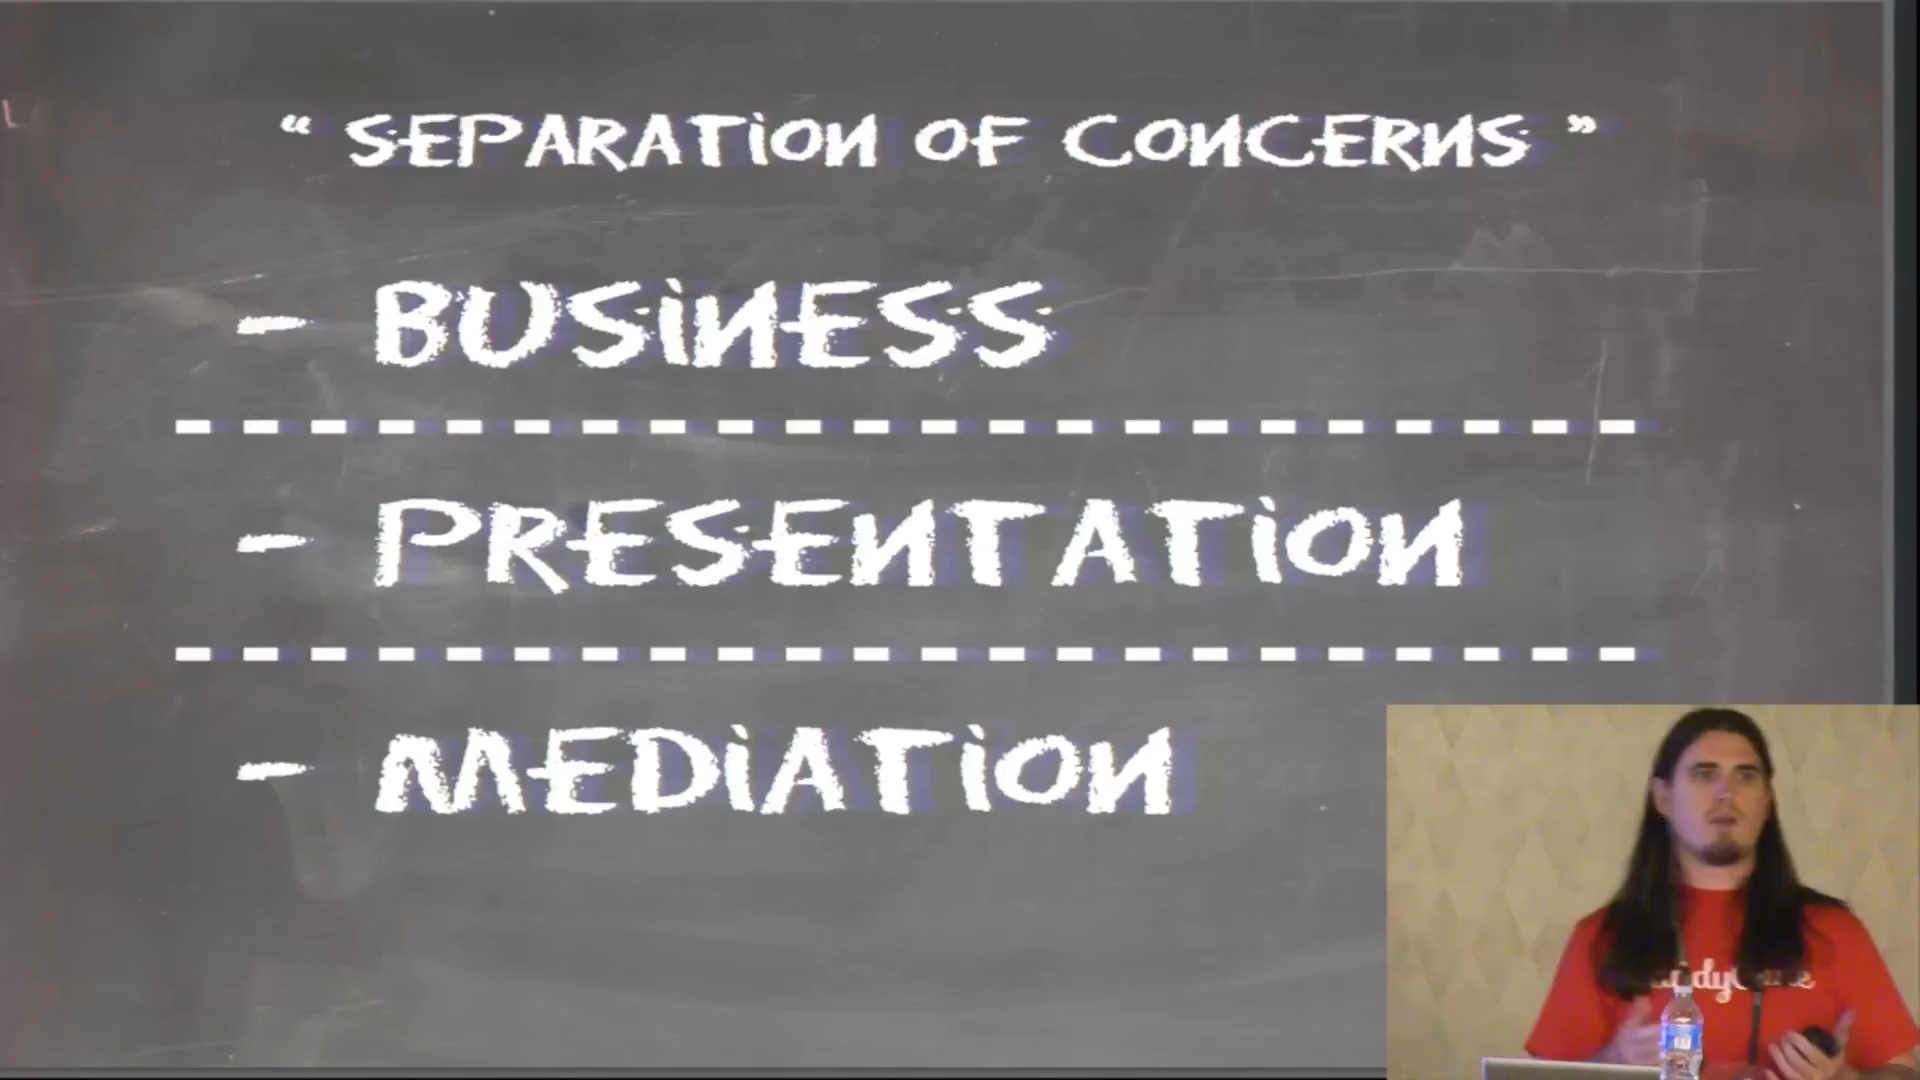 “ SEPARATION OF CONCERNS ”
- BUSINESS
- PRESENTATION
- MEDIATION